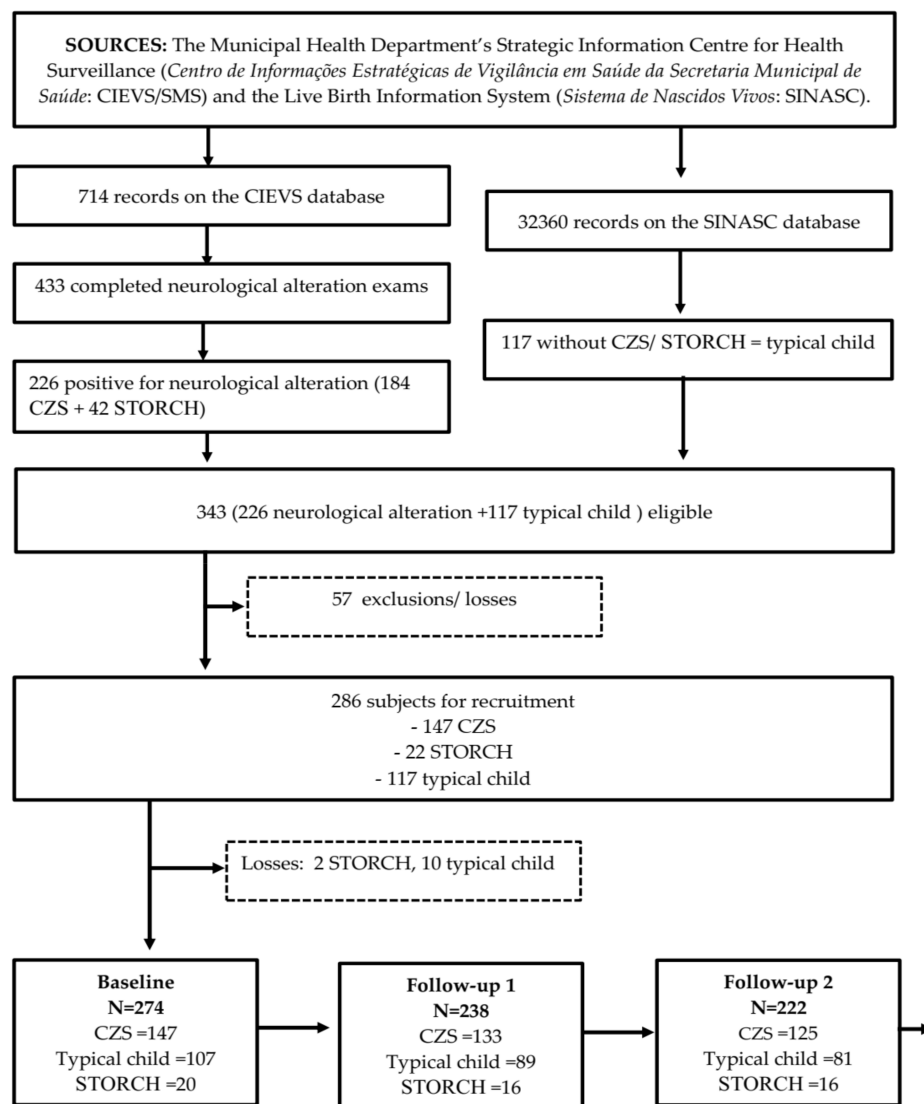 SOURCES: The Municipal Health Department’s Strategic Information Centre for Health
Surveillance (Centro de Informações Estratégicas de Vigilância em Saúde da Secretaria Municipal de
Saúde: CIEVS/SMS) and the Live Birth Information System (Sistema de Nascidos Vivos: SINASC).
714 records on the CIEVS database
32360 records on the SINASC database
433 completed neurological alteration exams
117 without CZS/ STORCH = typical child
226 positive for neurological alteration (184
CZS + 42 STORCH)
343 (226 neurological alteration +117 typical child ) eligible
57 exclusions/ losses
286 subjects for recruitment
- 147 CZS
- 22 STORCH
- 117 typical child
Losses: 2 STORCH, 10 typical child
Baseline
N=274
CZS =147
Typical child =107
STORCH =20
Follow-up 1
N=238
CZS =133
Typical child =89
STORCH =16
Follow-up 2
N=222
CZS =125
Typical child =81
STORCH =16